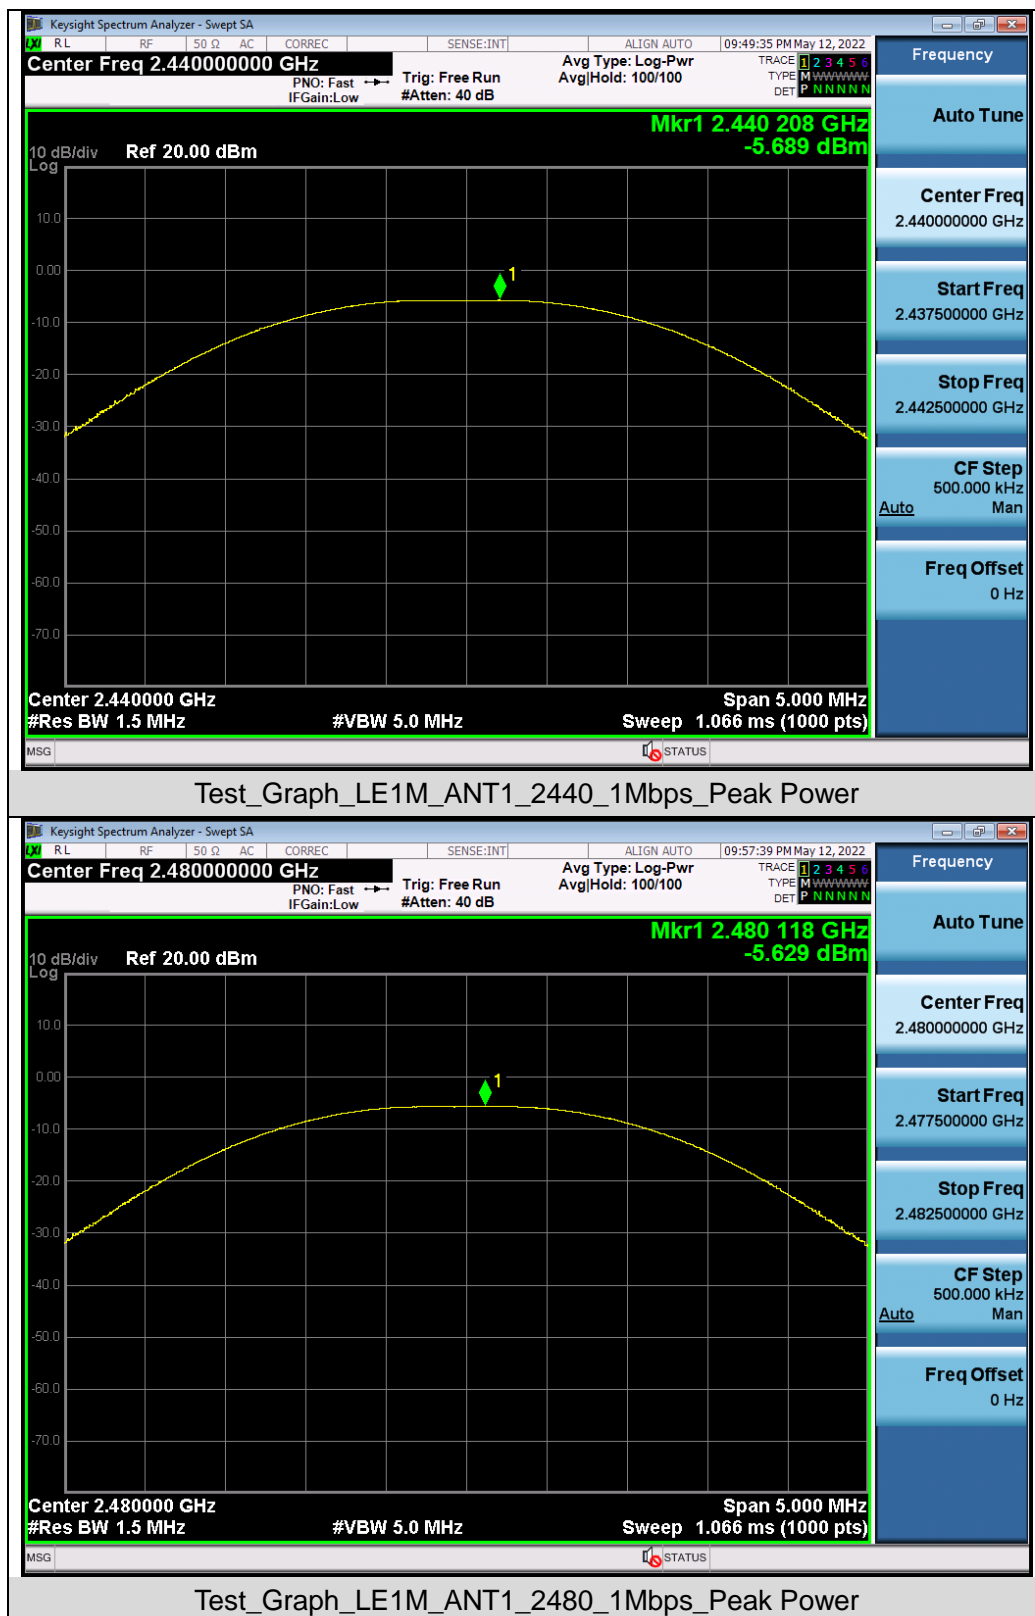 Keysight Spectrum Analyzer - Swept SA
LXI RL RF 50 Ω AC CORREC SENSE:INT ALIGN AUTO 09:49:35 PM May 12, 2022
Center Freq 2.440000000 GHz
PNO: Fast
IFGain:Low
Trig: Free Run
#Atten: 40 dB
Avg Type: Log-Pwr
Avg|Hold: 100/100
TRACE 1 2 3 4 5 6
TYPE M WWWWW
DET P N N N N N
Frequency
Auto Tune
Center Freq
2.440000000 GHz
Start Freq
2.437500000 GHz
Stop Freq
2.442500000 GHz
CF Step
500.000 kHz
Auto Man
Freq Offset
0 Hz
Mkr1 2.440 208 GHz
-5.689 dBm
10 dB/div Ref 20.00 dBm
Log
10.0
0.00
-10.0
-20.0
-30.0
-40.0
-50.0
-60.0
-70.0
1
Center 2.440000 GHz Span 5.000 MHz
#Res BW 1.5 MHz #VBW 5.0 MHz Sweep 1.066 ms (1000 pts)
MSG STATUS
Test_Graph_LE1M_ANT1_2440_1Mbps_Peak Power
Keysight Spectrum Analyzer - Swept SA
LXI RL RF 50 Ω AC CORREC SENSE:INT ALIGN AUTO 09:57:39 PM May 12, 2022
Center Freq 2.480000000 GHz
PNO: Fast
IFGain:Low
Trig: Free Run
#Atten: 40 dB
Avg Type: Log-Pwr
Avg|Hold: 100/100
TRACE 1 2 3 4 5 6
TYPE M WWWWW
DET P N N N N N
Frequency
Auto Tune
Center Freq
2.480000000 GHz
Start Freq
2.477500000 GHz
Stop Freq
2.482500000 GHz
CF Step
500.000 kHz
Auto Man
Freq Offset
0 Hz
Mkr1 2.480 118 GHz
-5.629 dBm
10 dB/div Ref 20.00 dBm
Log
10.0
0.00
-10.0
-20.0
-30.0
-40.0
-50.0
-60.0
-70.0
1
Center 2.480000 GHz Span 5.000 MHz
#Res BW 1.5 MHz #VBW 5.0 MHz Sweep 1.066 ms (1000 pts)
MSG STATUS
Test_Graph_LE1M_ANT1_2480_1Mbps_Peak Power